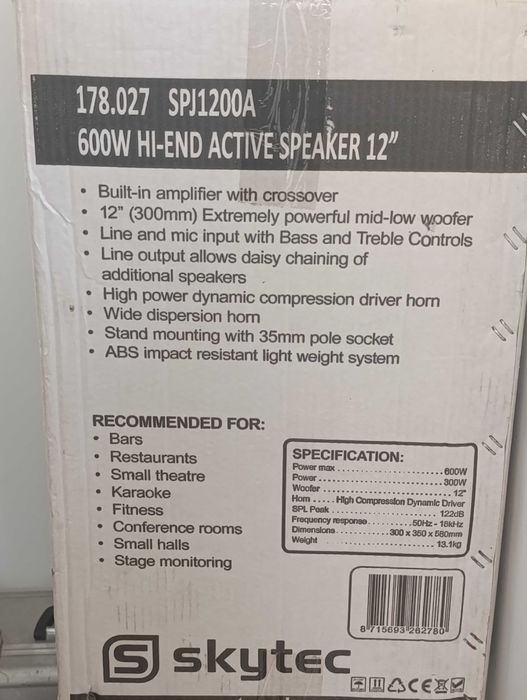 178.027 SPJ1200A
600W HI-END ACTIVE SPEAKER 12"
• Built-in amplifier with crossover
• 12" (300mm) Extremely powerful mid-low woofer
• Line and mic input with Bass and Treble Controls
• Line output allows daisy chaining of
additional speakers
• High power dynamic compression driver horn
• Wide dispersion horn
• Stand mounting with 35mm pole socket
• ABS impact resistant light weight system
RECOMMENDED FOR:
• Bars
• Restaurants
• Small theatre
• Karaoke
• Fitness
• Conference rooms
• Small halls
• Stage monitoring
SPECIFICATION:
Power max ........................ 600W
Power ........................ 300W
Woofer ........................ 12"
Horn ..... High Compression Dynamic Driver
SPL Peak ........................ 122dB
Frequency response ............ 50Hz - 18kHz
Dimensions ............ 300 x 350 x 580mm
Weight ........................ 13.1kg
8 715693 262780
S skytec
CE